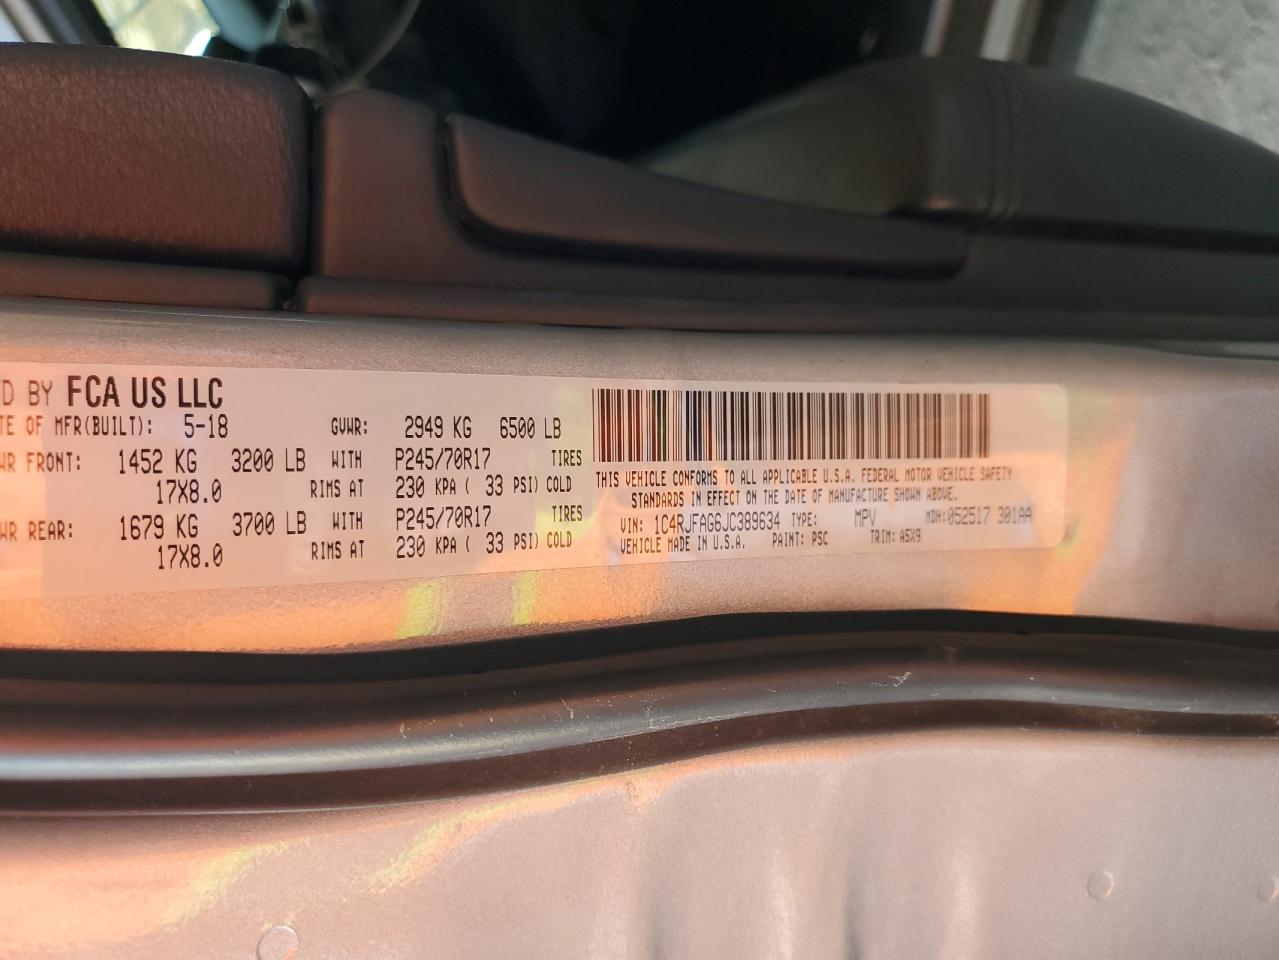 D BY FCA US LLC
TE OF MFR(BUILT): 5-18 GVWR: 2949 KG 6500 LB
WR FRONT: 1452 KG 3200 LB WITH P245/70R17 TIRES
17X8.0 RIMS AT 230 KPA ( 33 PSI) COLD
WR REAR: 1679 KG 3700 LB WITH P245/70R17 TIRES
17X8.0 RIMS AT 230 KPA ( 33 PSI) COLD
THIS VEHICLE CONFORMS TO ALL APPLICABLE U.S.A. FEDERAL MOTOR VEHICLE SAFETY
STANDARDS IN EFFECT ON THE DATE OF MANUFACTURE SHOWN ABOVE.
VIN: 1C4RJFAG6JC389634 TYPE: MPV MDH: 052517 301AA
VEHICLE MADE IN U.S.A. PAINT: PSC TRIM: A5X9